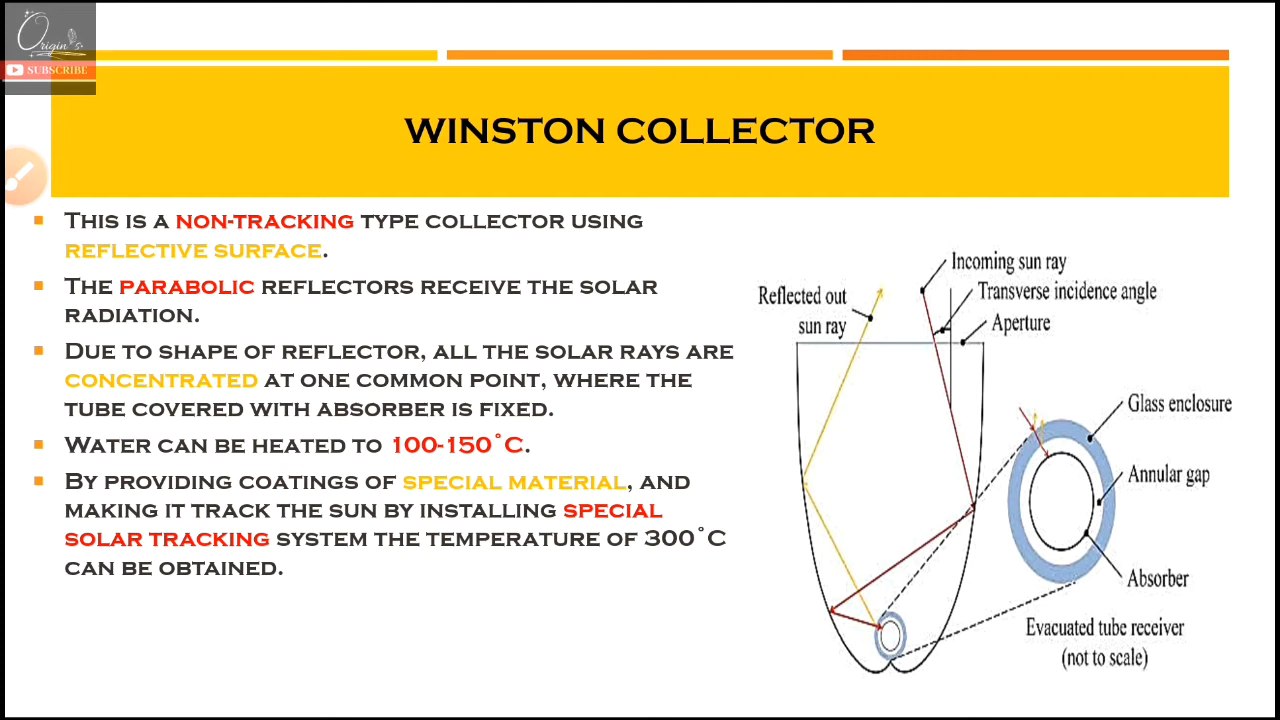 Origin's
SUBSCRIBE
WINSTON COLLECTOR
THIS IS A NON-TRACKING TYPE COLLECTOR USING
REFLECTIVE SURFACE.
THE PARABOLIC REFLECTORS RECEIVE THE SOLAR
RADIATION.
DUE TO SHAPE OF REFLECTOR, ALL THE SOLAR RAYS ARE
CONCENTRATED AT ONE COMMON POINT, WHERE THE
TUBE COVERED WITH ABSORBER IS FIXED.
WATER CAN BE HEATED TO 100-150˚C.
BY PROVIDING COATINGS OF SPECIAL MATERIAL, AND
MAKING IT TRACK THE SUN BY INSTALLING SPECIAL
SOLAR TRACKING SYSTEM THE TEMPERATURE OF 300˚C
CAN BE OBTAINED.
Incoming sun ray
Reflected out
sun ray
Transverse incidence angle
Aperture
Glass enclosure
Annular gap
Absorber
Evacuated tube receiver
(not to scale)